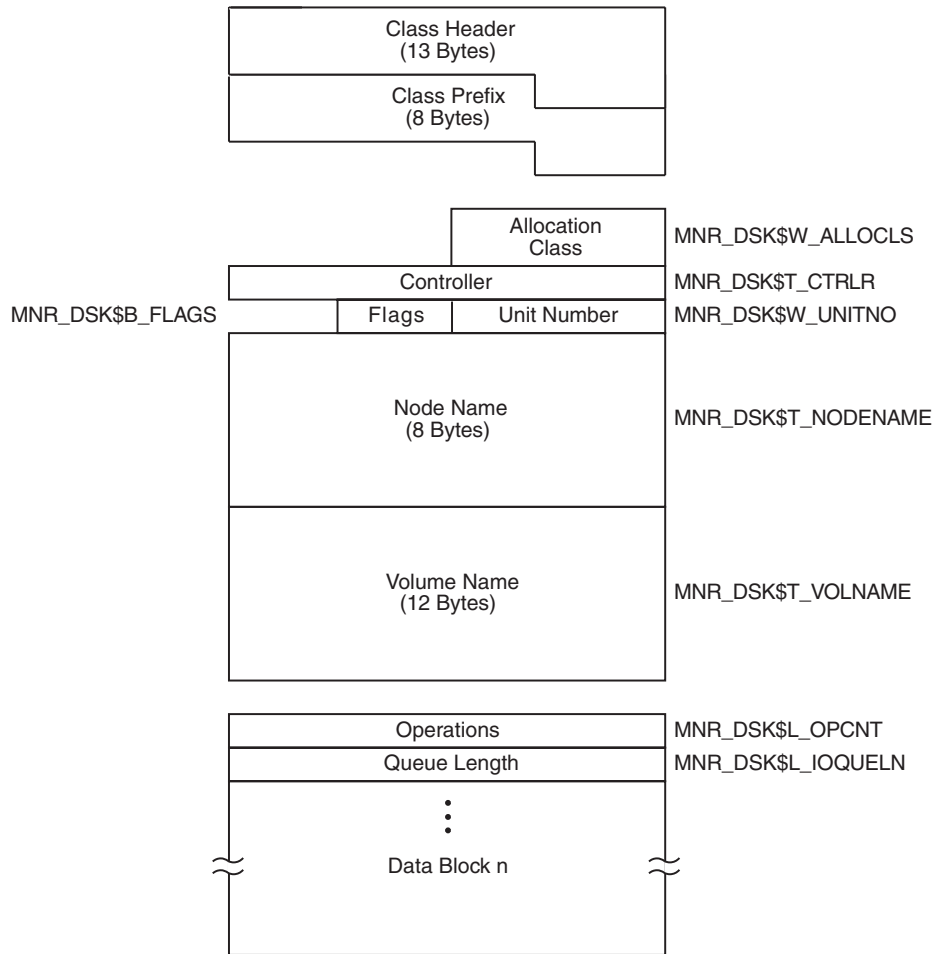 Class Header
(13 Bytes)
Class Prefix
(8 Bytes)
Allocation
Class
MNR_DSK$W_ALLOCLS
Controller
MNR_DSK$T_CTRLR
MNR_DSK$B_FLAGS
Flags
Unit Number
MNR_DSK$W_UNITNO
Node Name
(8 Bytes)
MNR_DSK$T_NODENAME
Volume Name
(12 Bytes)
MNR_DSK$T_VOLNAME
Operations
MNR_DSK$L_OPCNT
Queue Length
MNR_DSK$L_IOQUELN
Data Block n